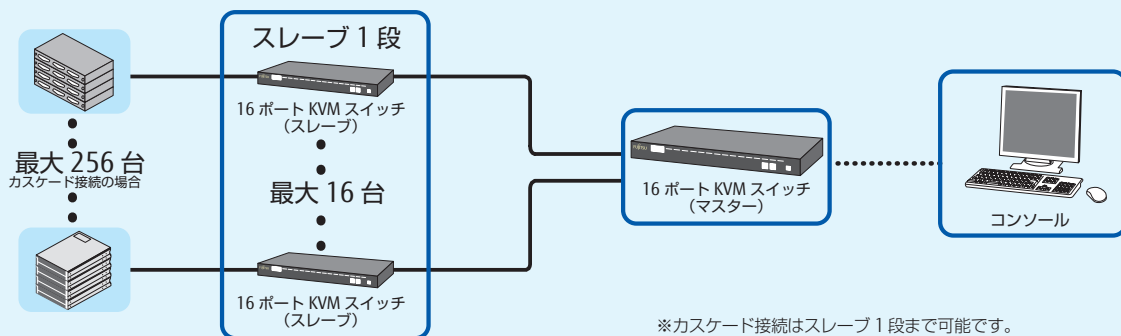 スレーブ 1 段
16 ポート KVM スイッチ
（スレーブ）
最大 256 台
カスケード接続の場合
最大 16 台
16 ポート KVM スイッチ
（スレーブ）
FUJITSU
16 ポート KVM スイッチ
（マスター）
コンソール
※カスケード接続はスレーブ 1 段まで可能です。